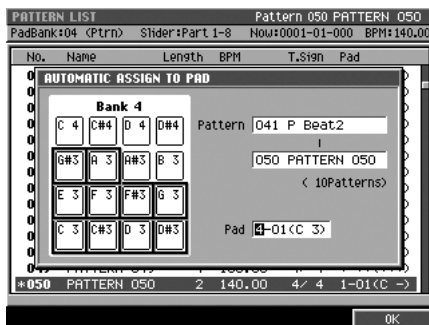 PATTERN LIST Pattern 050 PATTERN 050
PadBank:04 (Ptrn) Slider:Part 1-8 Now:0001-01-000 BPM:140.00
No. Name Length BPM T.Sign Pad
AUTOMATIC ASSIGN TO PAD
Bank 4
C 4 C#4 D 4 D#4
Pattern 041 P Beat2
G#3 A 3 A#3 B 3
050 PATTERN 050
( 10Patterns)
E 3 F 3 F#3 G 3
C 3 C#3 D 3 D#3
Pad 4-01(C 3)
*050 PATTERN 050 2 140.00 4/ 4 1-01(C -)
OK